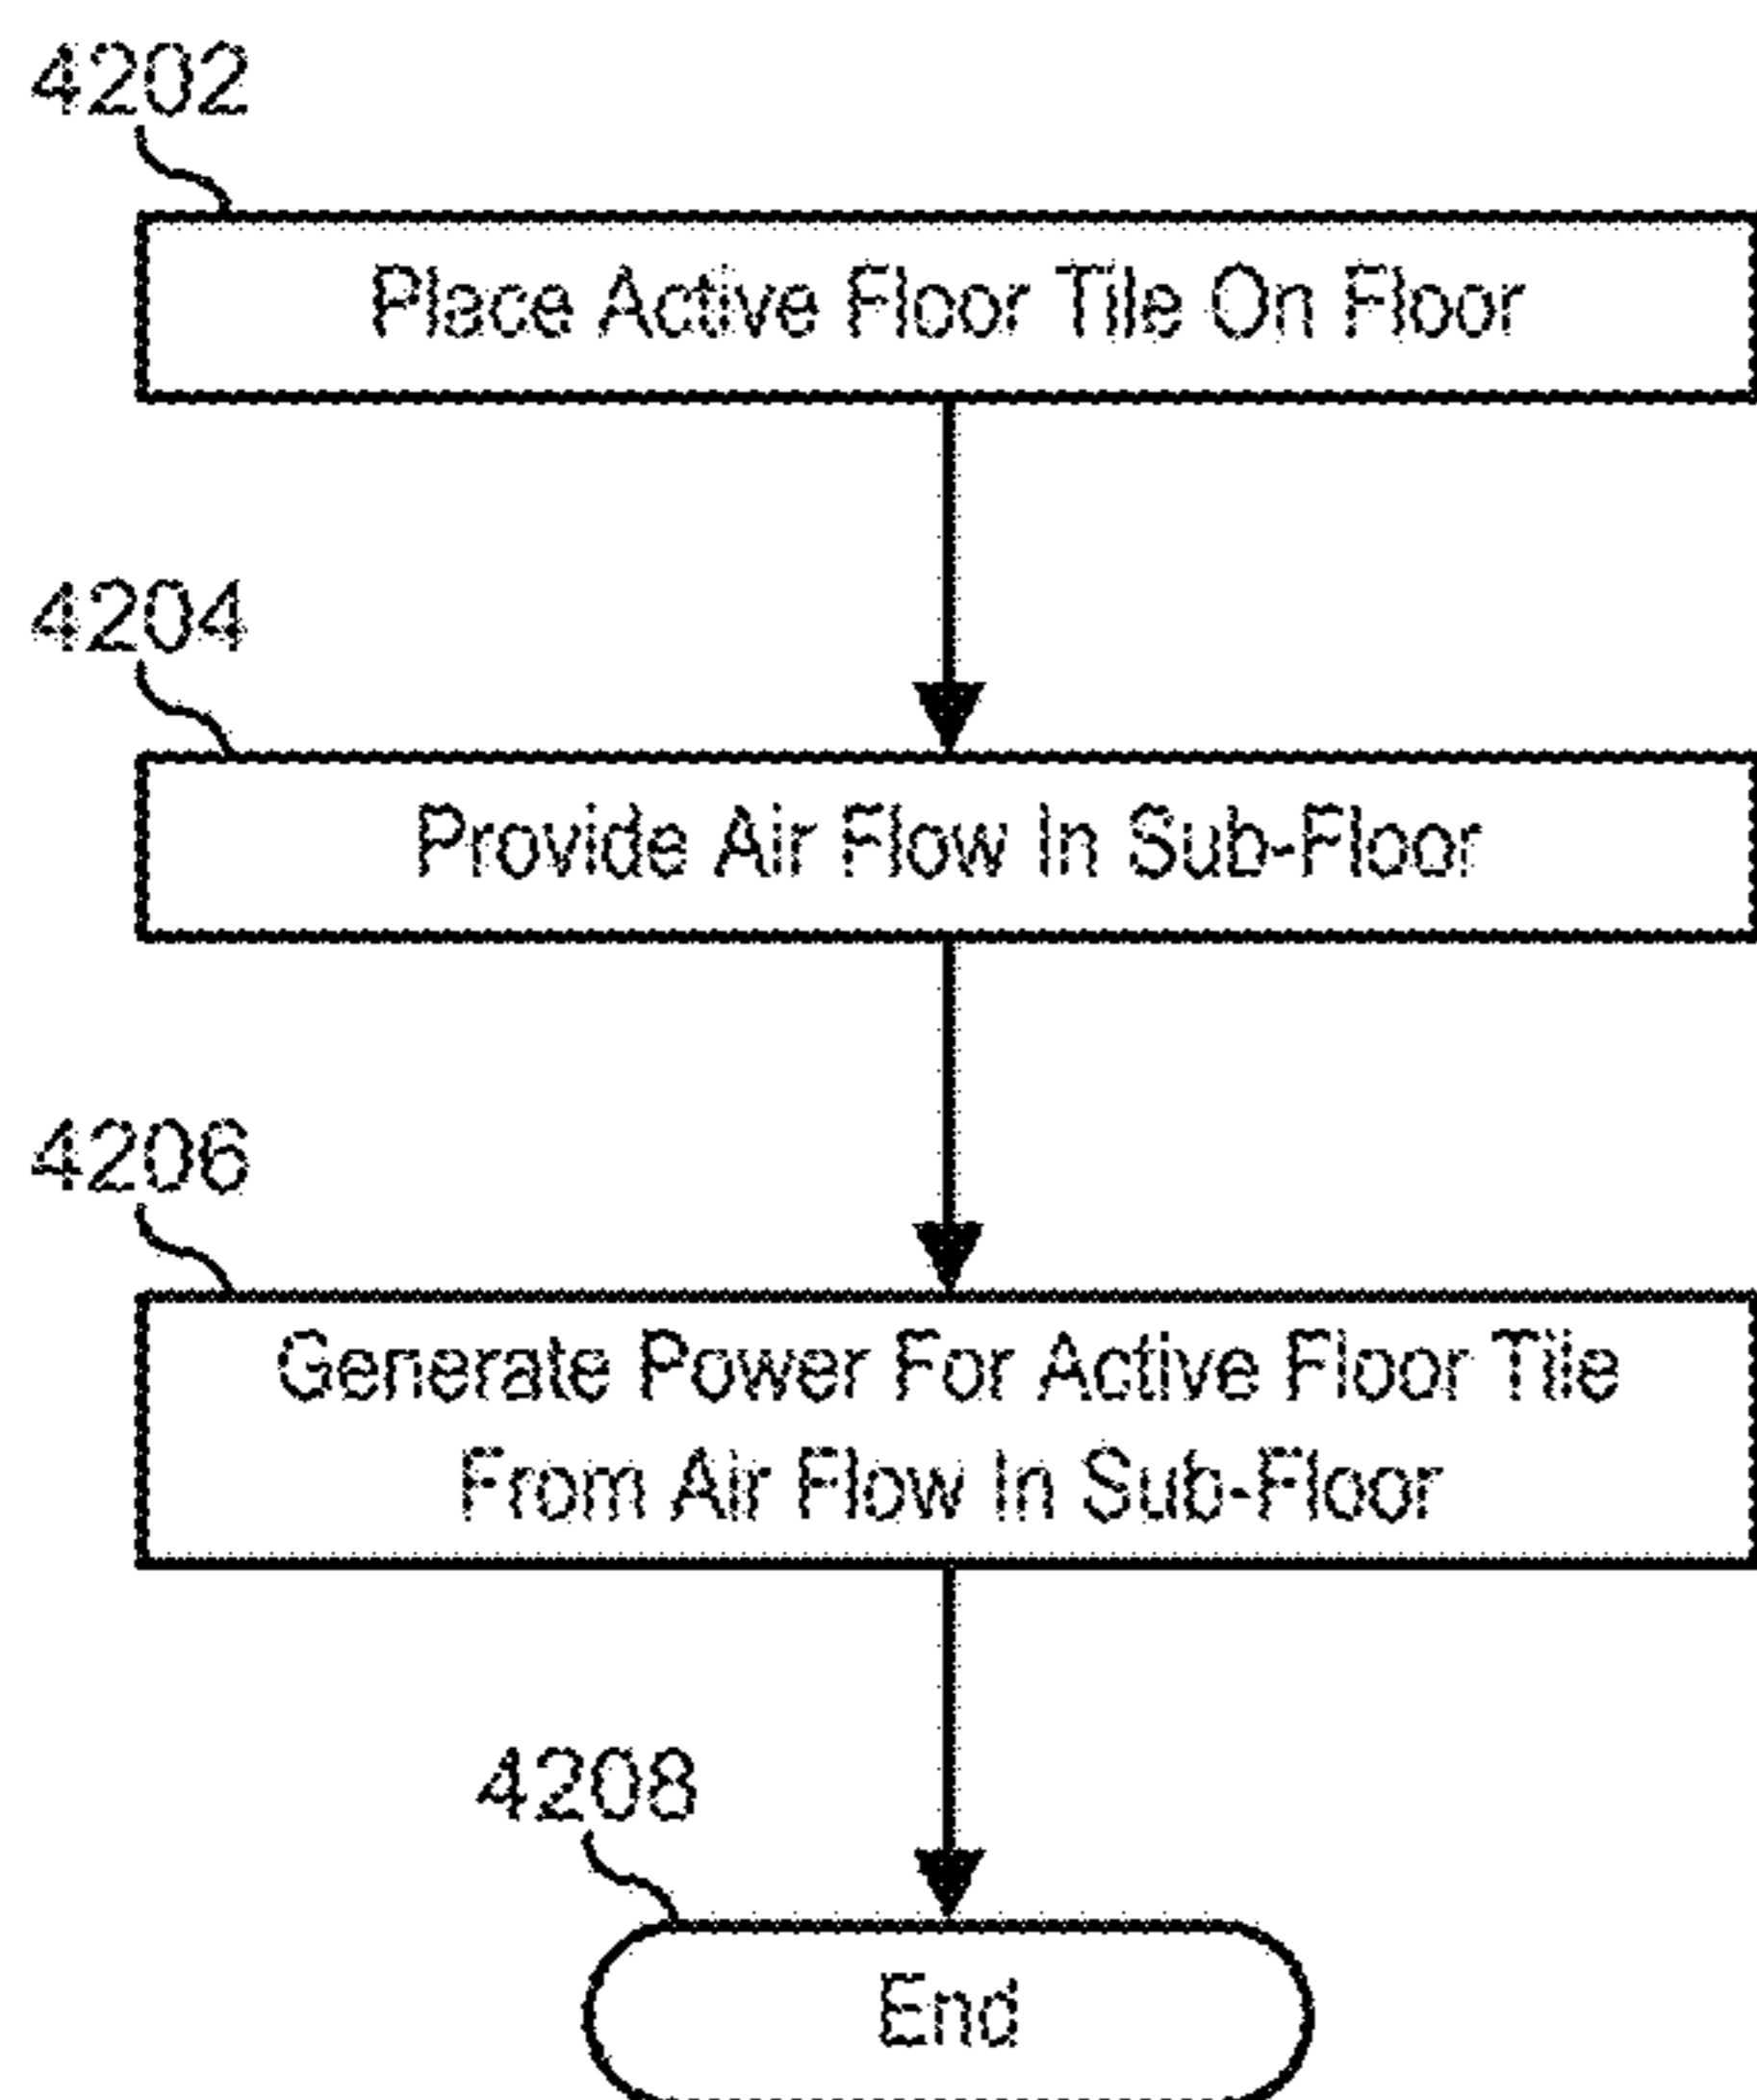 4202
Place Active Floor Tile On Floor
4204
Provide Air Flow In Sub-Floor
4206
Generate Power For Active Floor Tile
From Air Flow In Sub-Floor
4208
End